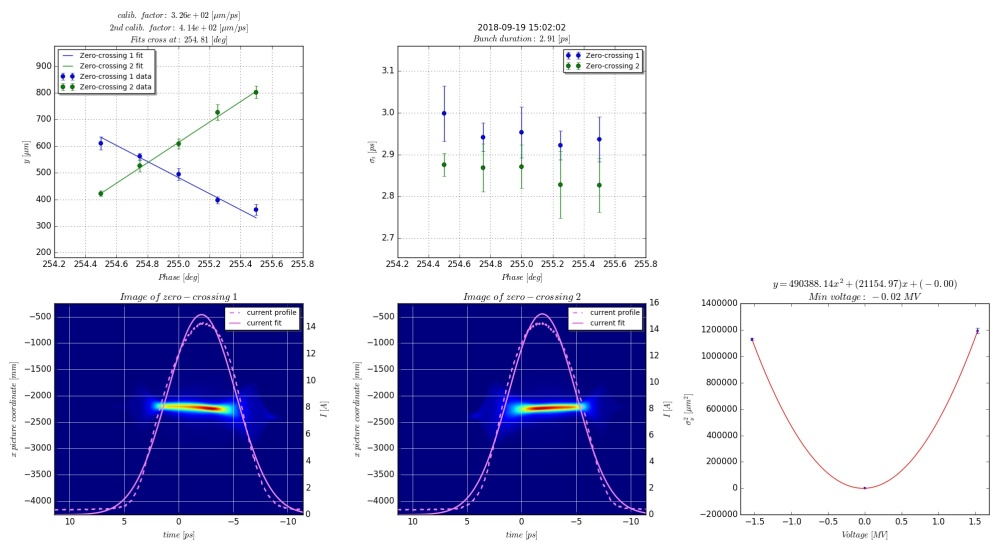 calib. factor: 3.26e+02 [μm/ps]
2nd calib. factor: 4.14e+02 [μm/ps]
Fits cross at: 254.81 [deg]
Zero-crossing 1 fit
Zero-crossing 2 fit
Zero-crossing 1 data
Zero-crossing 2 data
900
800
700
600
500
400
300
200
y [μm]
254.2 254.4 254.6 254.8 255.0 255.2 255.4 255.6 255.8
Phase [deg]
2018-09-19 15:02:02
Bunch duration: 2.91 [ps]
Zero-crossing 1
Zero-crossing 2
3.1
3.0
2.9
2.8
2.7
σt [ps]
254.2 254.4 254.6 254.8 255.0 255.2 255.4 255.6 255.8
Phase [deg]
Image of zero−crossing 1
current profile
current fit
−500
−1000
−1500
−2000
−2500
−3000
−3500
−4000
x picture coordinate [mm]
14
12
10
8
6
4
2
0
I [A]
10 5 0 −5 −10
time [ps]
Image of zero−crossing 2
current profile
current fit
−500
−1000
−1500
−2000
−2500
−3000
−3500
−4000
x picture coordinate [mm]
16
14
12
10
8
6
4
2
0
I [A]
10 5 0 −5 −10
time [ps]
y=490388.14x² + (21154.97)x + (−0.00)
Min voltage: −0.02 MV
1400000
1200000
1000000
800000
600000
400000
200000
0
−200000
−1.5 −1.0 −0.5 0.0 0.5 1.0 1.5
Voltage [MV]